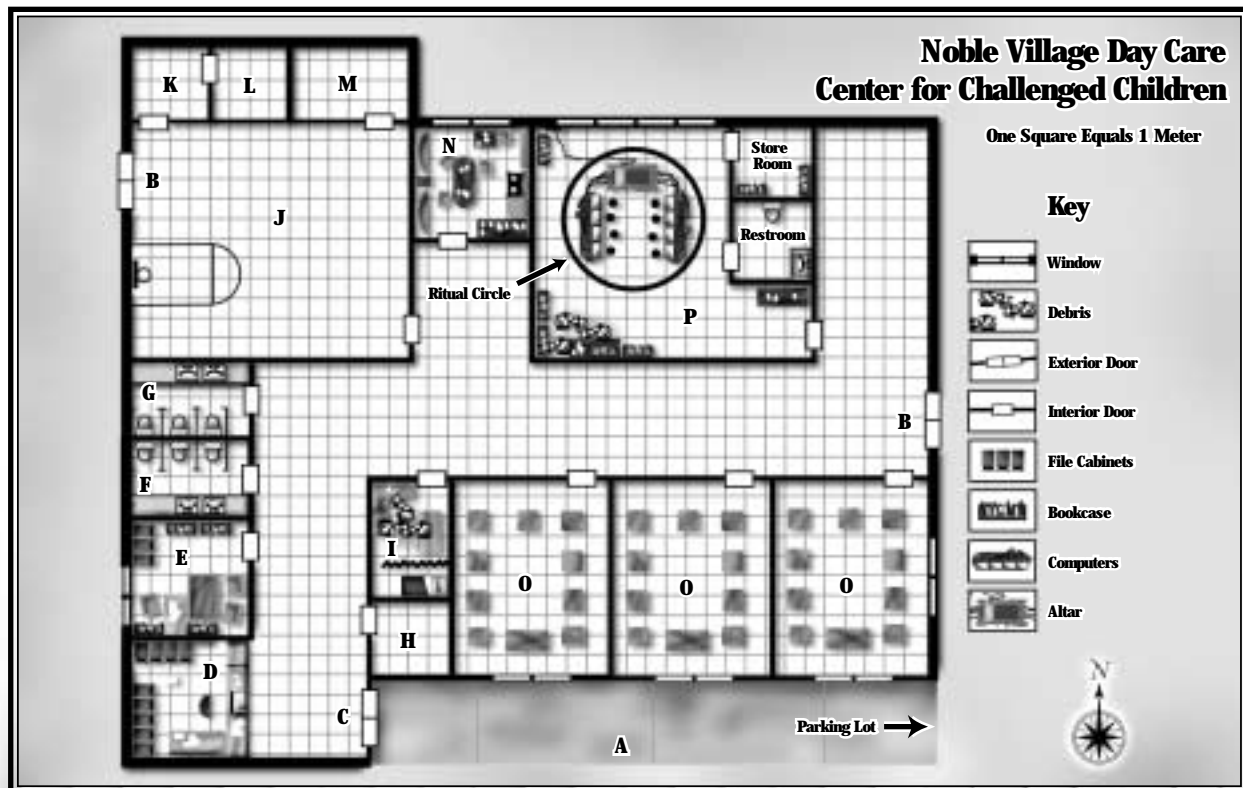 Noble Village Day Care
Center for Challenged Children
One Square Equals 1 Meter
Key
Window
Debris
Exterior Door
Interior Door
File Cabinets
Bookcase
Computers
Altar
N
K
L
M
B
J
N
Store
Room
Restroom
Ritual Circle
P
G
F
E
D
C
B
I
H
O
O
O
A
Parking Lot